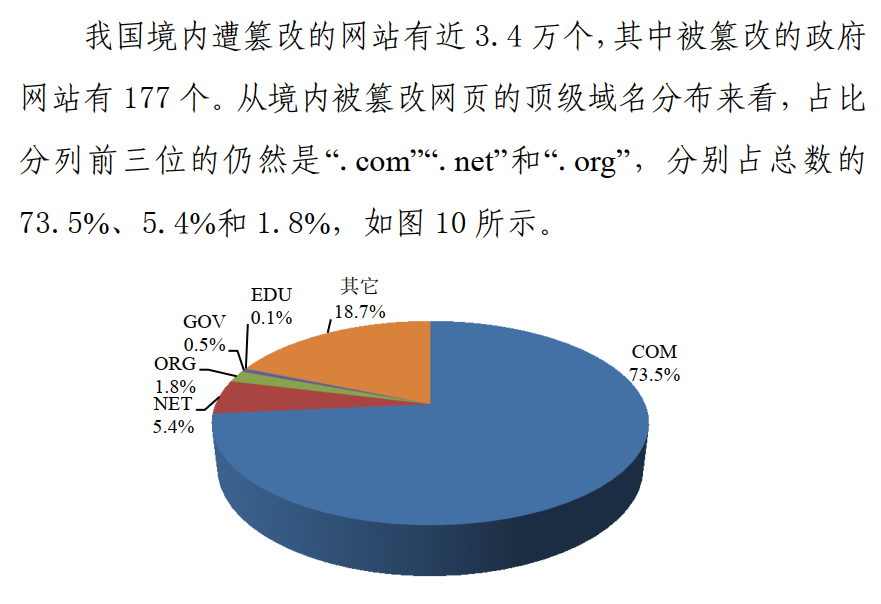 我国境内遭篡改的网站有近 3.4 万个，其中被篡改的政府
网站有 177 个。从境内被篡改网页的顶级域名分布来看，占比
分列前三位的仍然是“.com”“.net”和“.org”，分别占总数的
73.5%、5.4%和 1.8%，如图 10 所示。
其它
18.7%
EDU
0.1%
GOV
0.5%
ORG
1.8%
NET
5.4%
COM
73.5%